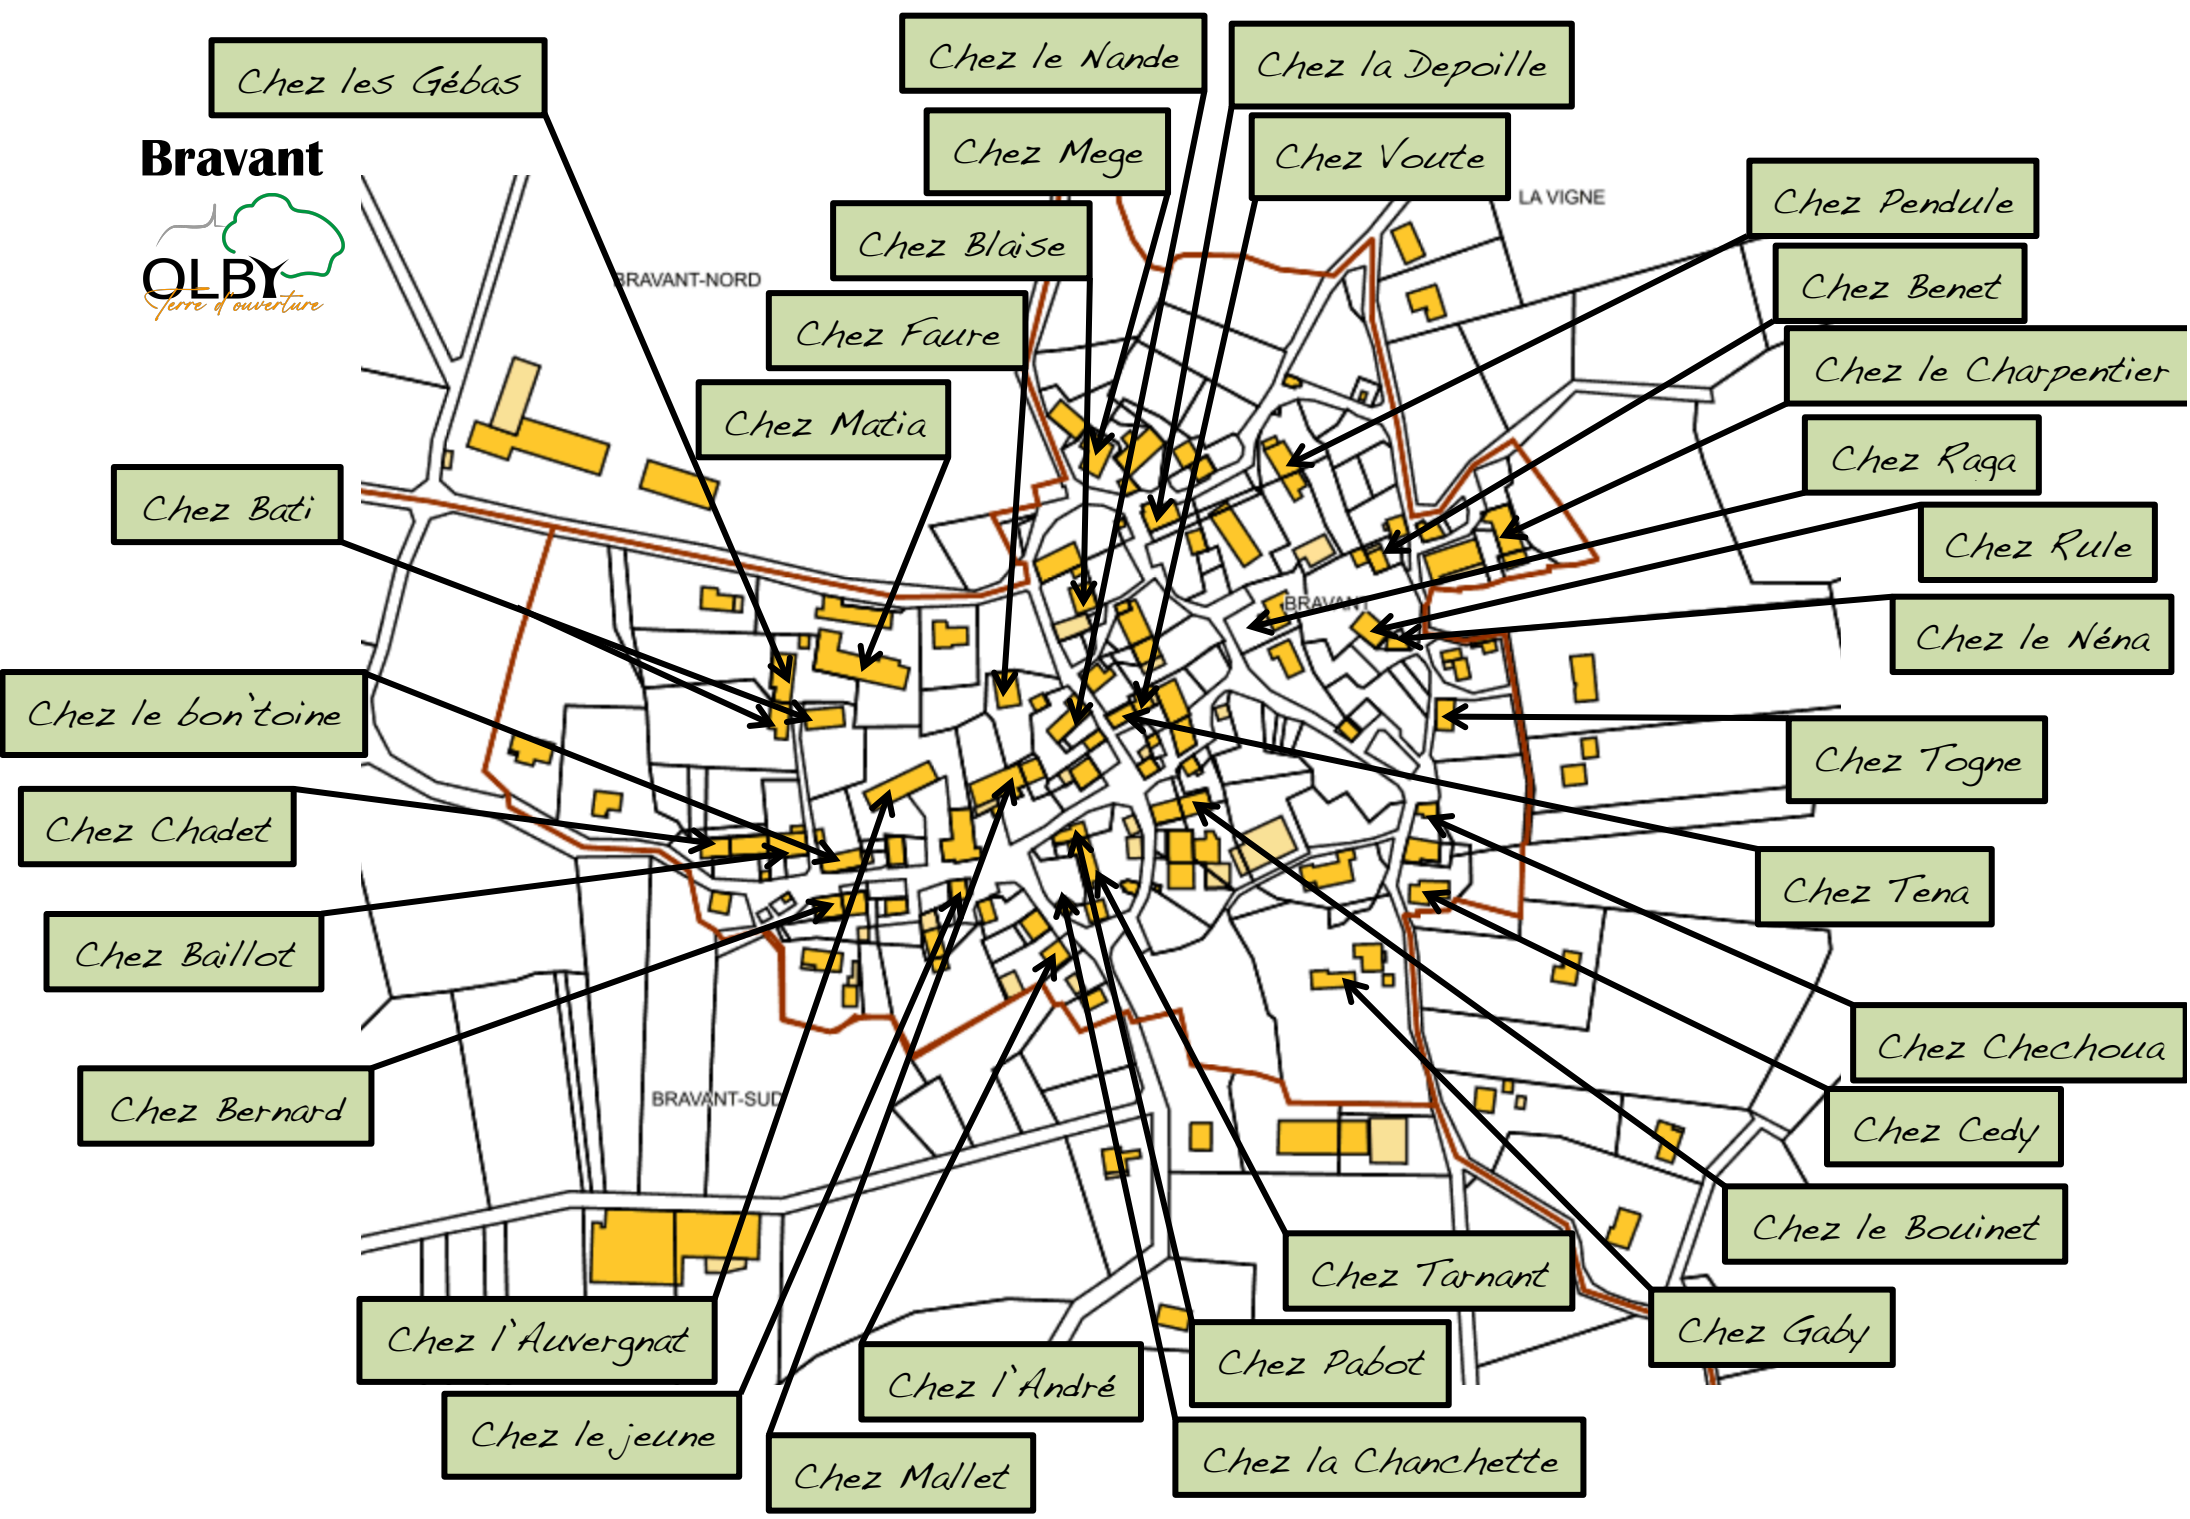 Chez le Nande
Chez la Depoille
Chez les Gébas
Chez Mege
Chez Voute
Bravant
LA VIGNE
Chez Pendule
Chez Blaise
OLBY
Terre d'ouverture
BRAVANT-NORD
Chez Benet
Chez Faure
Chez le Charpentier
Chez Matia
Chez Raga
Chez Bati
Chez Rule
BRAVANT
Chez le Néna
Chez le bon'toine
Chez Togne
Chez Chadet
Chez Tena
Chez Baillot
Chez Chechoua
Chez Bernard
BRAVANT-SUD
Chez Cedy
Chez le Bouinet
Chez Tarnant
Chez l'Auvergnat
Chez Gaby
Chez Pabot
Chez l'André
Chez le jeune
Chez la Chanchette
Chez Mallet